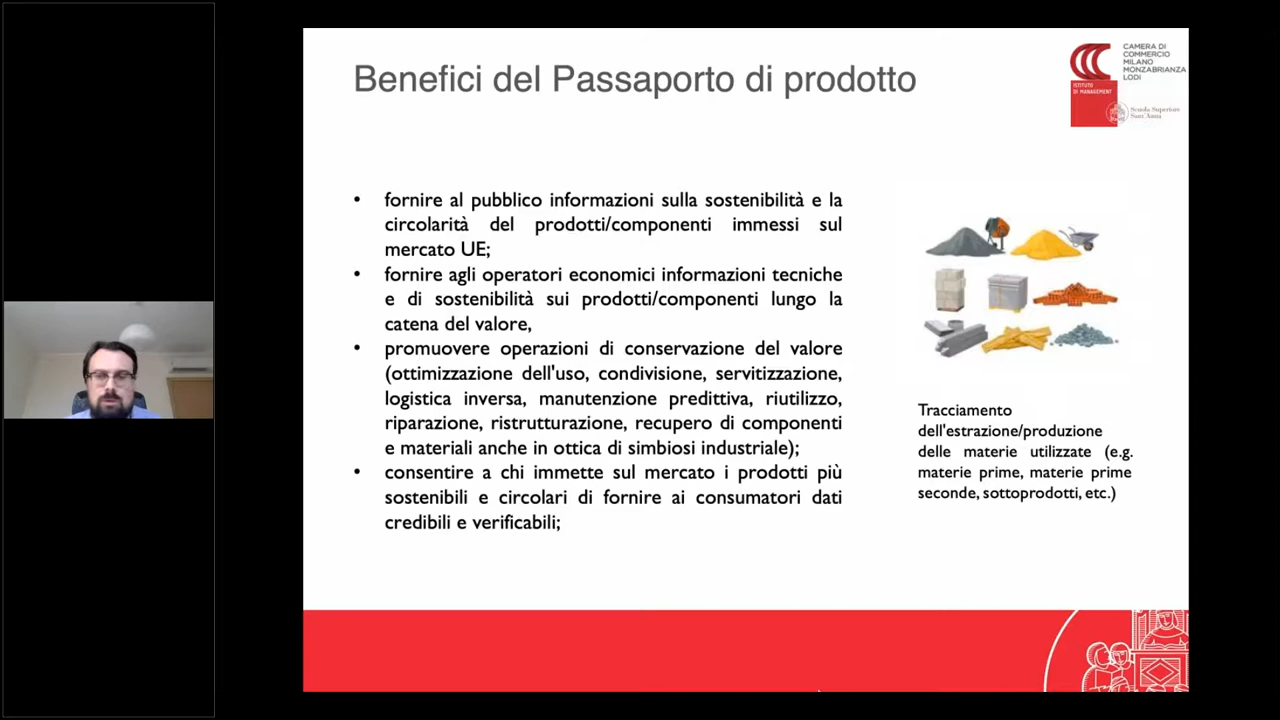 Benefici del Passaporto di prodotto
CAMERA DI
COMMERCIO
MILANO
MONZABRIANZA
LODI
ISTITUTO
DI MANAGEMENT
Scuola Superiore
Sant'Anna
• fornire al pubblico informazioni sulla sostenibilità e la
circolarità del prodotti/componenti immessi sul
mercato UE;
• fornire agli operatori economici informazioni tecniche
e di sostenibilità sui prodotti/componenti lungo la
catena del valore,
• promuovere operazioni di conservazione del valore
(ottimizzazione dell'uso, condivisione, servitizzazione,
logistica inversa, manutenzione predittiva, riutilizzo,
riparazione, ristrutturazione, recupero di componenti
e materiali anche in ottica di simbiosi industriale);
• consentire a chi immette sul mercato i prodotti più
sostenibili e circolari di fornire ai consumatori dati
credibili e verificabili;
Tracciamento
dell'estrazione/produzione
delle materie utilizzate (e.g.
materie prime, materie prime
seconde, sottoprodotti, etc.)